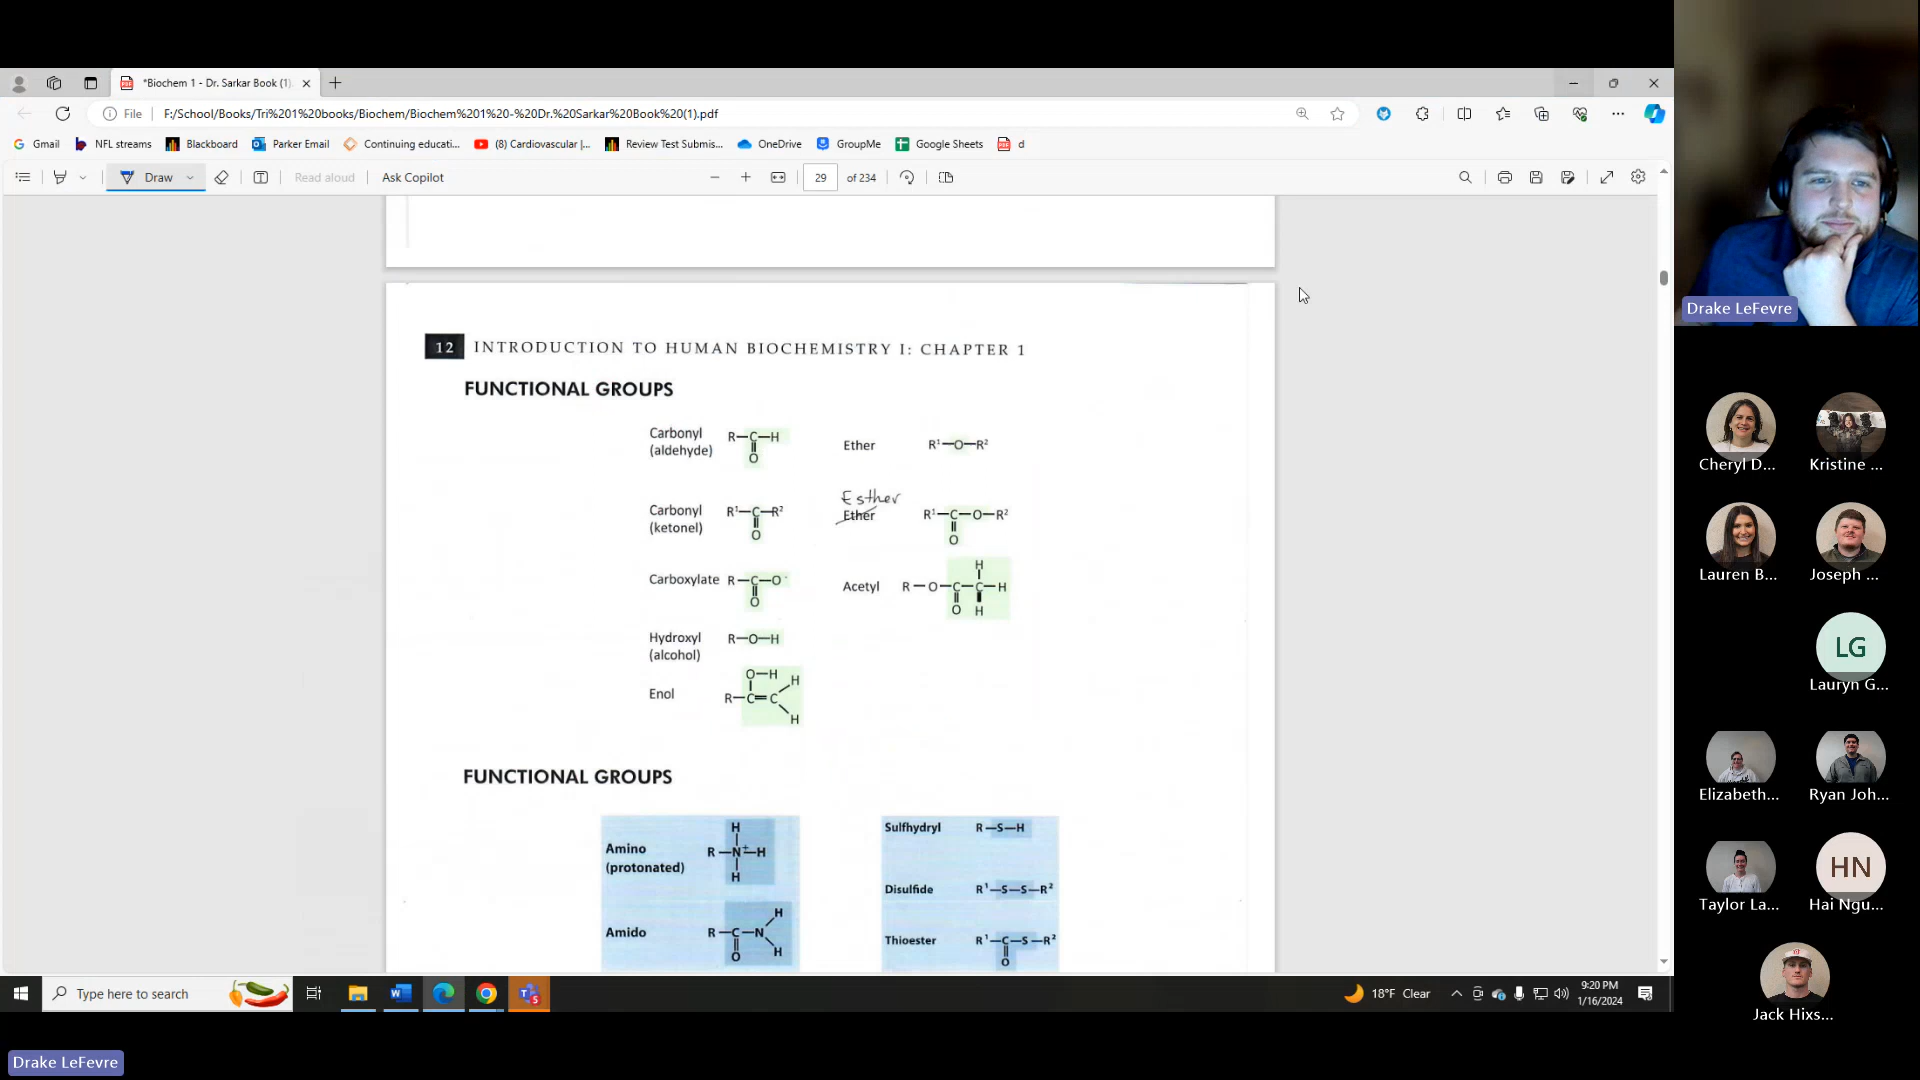 *Biochem 1 - Dr. Sarkar Book (1)
File F:/School/Books/Tri%201%20books/Biochem/Biochem%201%20-%20Dr.%20Sarkar%20Book%20(1).pdf
Gmail NFL streams Blackboard Parker Email Continuing educati... (8) Cardiovascular |... Review Test Submis... OneDrive GroupMe Google Sheets d
Draw Read aloud Ask Copilot 29 of 234
12 INTRODUCTION TO HUMAN BIOCHEMISTRY I: CHAPTER 1
FUNCTIONAL GROUPS
Carbonyl
(aldehyde)
R—C—H
O
Ether
R¹—O—R²
Carbonyl
(ketonel)
R¹—C—R²
O
Esther
Ether
R¹—C—O—R²
O
Carboxylate
R—C—O⁻
O
Acetyl
H
R—O—C—C—H
O H
Hydroxyl
(alcohol)
R—O—H
Enol
O—H H
R—C=C
H
FUNCTIONAL GROUPS
Amino
(protonated)
H
R—N⁺—H
H
Sulfhydryl
R—S—H
Disulfide
R¹—S—S—R²
Amido
H
R—C—N
O H
Thioester
R¹—C—S—R²
O
Type here to search
18°F Clear
9:20 PM
1/16/2024
Drake LeFevre
Cheryl D...
Kristine ...
Lauren B...
Joseph ...
LG
Lauryn G...
Elizabeth...
Ryan Joh...
Taylor La...
HN
Hai Ngu...
Jack Hixs...
Drake LeFevre